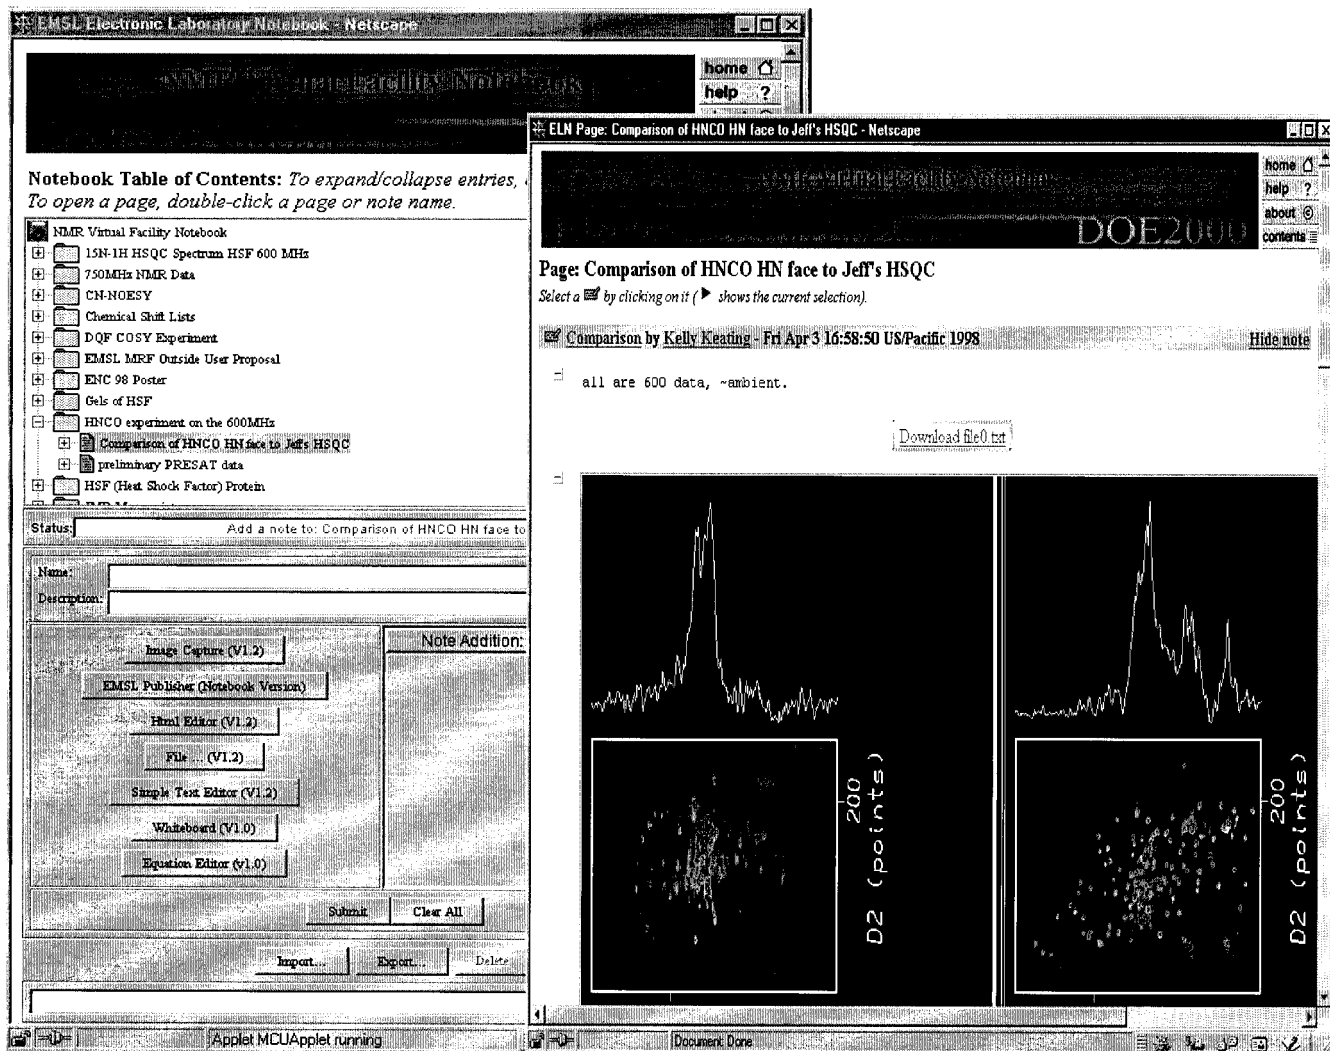 EMSL Electronic Laboratory Notebook - Netscape
NMR Virtual Facility Notebook
home
help ?
Notebook Table of Contents: To expand/collapse entries,
To open a page, double-click a page or note name.
NMR Virtual Facility Notebook
15N-1H HSQC Spectrum HSF 600 MHz
750MHz NMR Data
CN-NOESY
Chemical Shift Lists
DQF COSY Experiment
EMSL MRF Outside User Proposal
ENC 98 Poster
Gels of HSF
HNCO experiment on the 600MHz
Comparison of HNCO HN face to Jeff's HSQC
preliminary PRESAT data
HSF (Heat Shock Factor) Protein
Status: Add a note to: Comparison of HNCO HN face to
Name:
Description:
Image Capture (V1.2)
EMSL Publisher (Notebook Version)
Html Editor (V1.2)
File ... (V1.2)
Simple Text Editor (V1.2)
Whiteboard (V1.0)
Equation Editor (v1.0)
Note Addition:
Submit Clear All
Import... Export... Delete
Applet MCUApplet running
ELN Page: Comparison of HNCO HN face to Jeff's HSQC - Netscape
NMR Virtual Facility Notebook
DOE2000
home
help ?
about ©
contents
Page: Comparison of HNCO HN face to Jeff's HSQC
Select a by clicking on it ( ▶ shows the current selection).
Comparison by Kelly Keating - Fri Apr 3 16:58:50 US/Pacific 1998 Hide note
all are 600 data, ~ambient.
Download file0.txt
200
D2 (points)
200
D2 (points)
Document Done